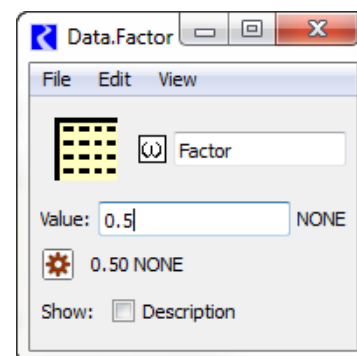 Data.Factor
File Edit View
ω Factor
Value: 0.5 NONE
0.50 NONE
Show: Description